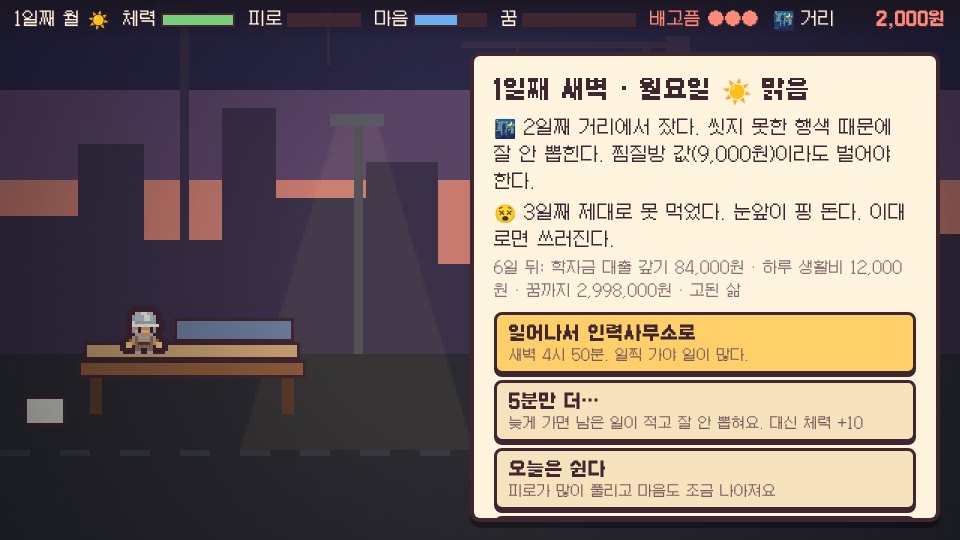 1일째 월 체력 피로 마음 꿈 배고픔 거리 2,000원
1일째 새벽 · 월요일 맑음
2일째 거리에서 잤다. 씻지 못한 행색 때문에
잘 안 뽑힌다. 찜질방 값(9,000원)이라도 벌어야
한다.
3일째 제대로 못 먹었다. 눈앞이 핑 돈다. 이대
로면 쓰러진다.
6일 뒤: 학자금 대출 갚기 84,000원 · 하루 생활비 12,000
원 · 꿈까지 2,998,000원 · 고된 삶
일어나서 인력사무소로
새벽 4시 50분. 일찍 가야 일이 많다.
5분만 더…
늦게 가면 남은 일이 적고 잘 안 뽑혀요. 대신 체력 +10
오늘은 쉰다
피로가 많이 풀리고 마음도 조금 나아져요